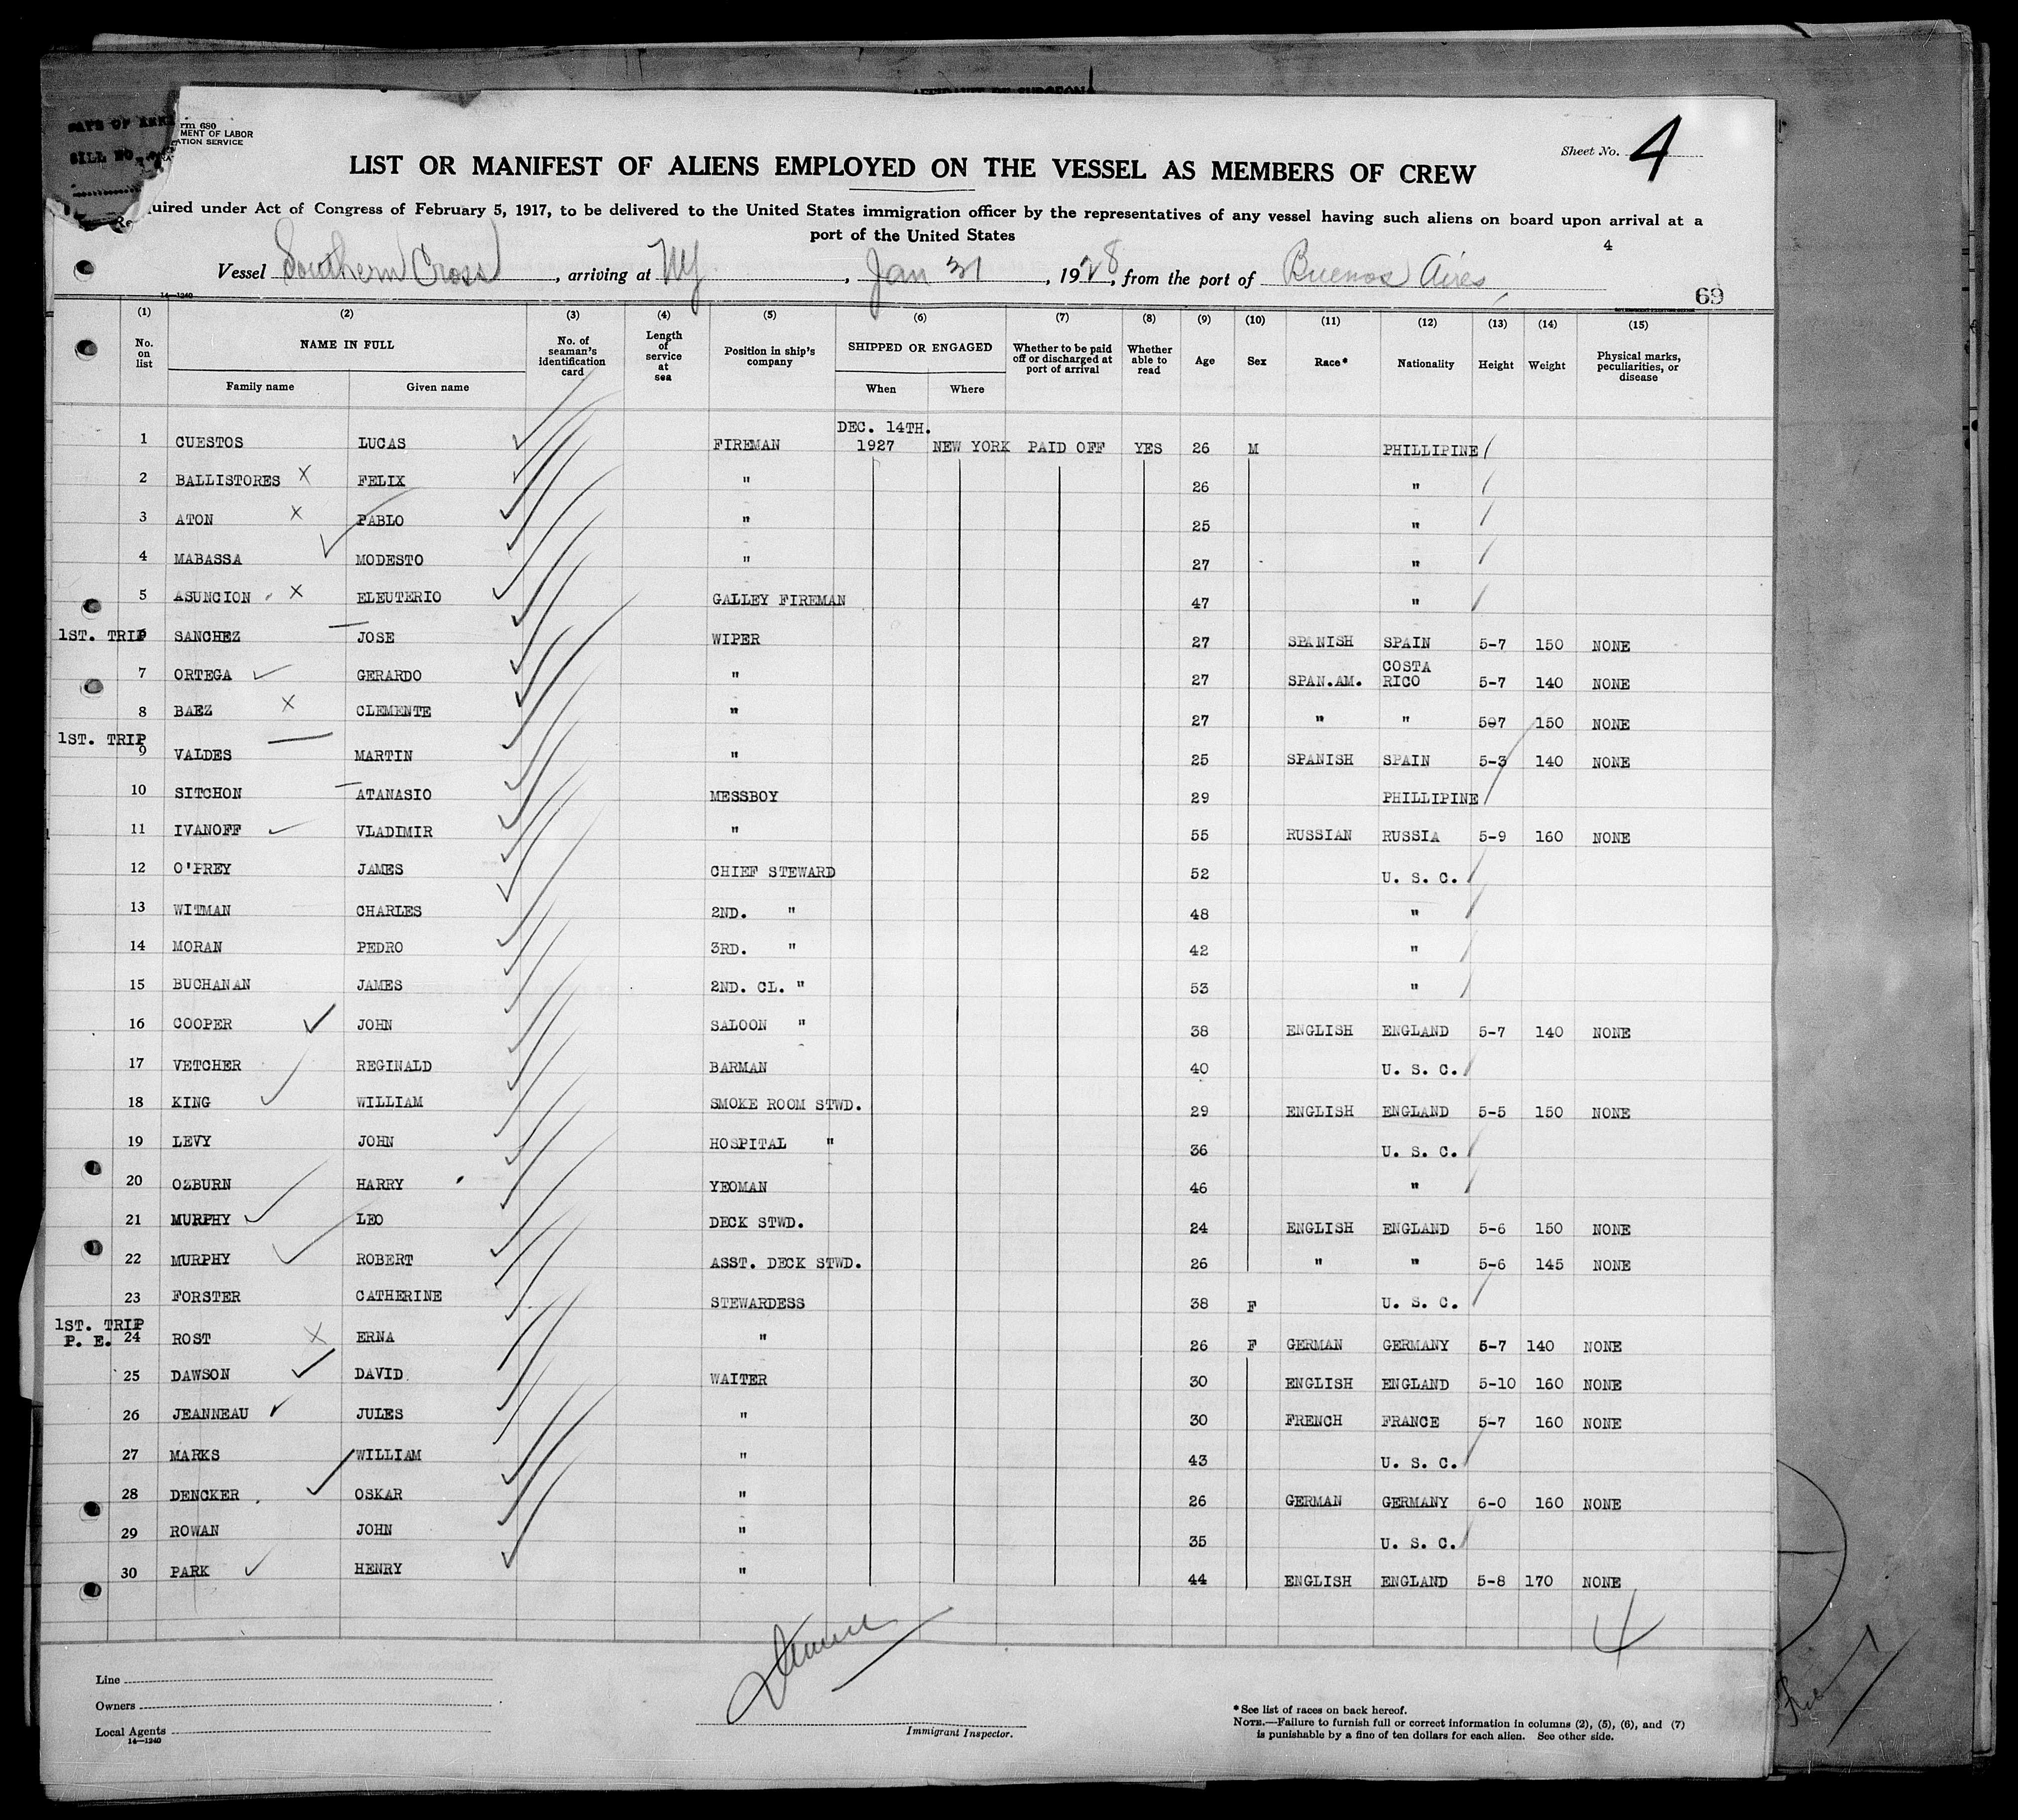 DATE OF
BILL NO.
rm 680
MENT OF LABOR
ATION SERVICE
Sheet No. 4
LIST OR MANIFEST OF ALIENS EMPLOYED ON THE VESSEL AS MEMBERS OF CREW
uired under Act of Congress of February 5, 1917, to be delivered to the United States immigration officer by the representatives of any vessel having such aliens on board upon arrival at a
port of the United States
4
Vessel Southern Cross, arriving at NY, Jan 31, 1928, from the port of Buenos Aires
14—1240
69
(1) (2) (3) (4) (5) (6) (7) (8) (9) (10) (11) (12) (13) (14) (15)
No. on list NAME IN FULL Family name Given name No. of seaman's identification card Length of service at sea Position in ship's company SHIPPED OR ENGAGED When Where Whether to be paid off or discharged at port of arrival Whether able to read Age Sex Race* Nationality Height Weight Physical marks, peculiarities, or disease
DEC. 14TH.
1 CUESTOS LUCAS FIREMAN 1927 NEW YORK PAID OFF YES 26 M PHILLIPINE
2 BALLISTORES X FELIX " 26 "
3 ATON X PABLO " 25 "
4 MABASSA MODESTO " 27 "
5 ASUNCION X ELEUTERIO GALLEY FIREMAN 47 "
1ST. TRIP SANCHEZ JOSE WIPER 27 SPANISH SPAIN 5-7 150 NONE
7 ORTEGA GERARDO " 27 SPAN.AM. COSTA RICO 5-7 140 NONE
8 BAEZ X CLEMENTE " 27 " " 5-7 150 NONE
1ST. TRIP
9 VALDES MARTIN " 25 SPANISH SPAIN 5-3 140 NONE
10 SITCHON ATANASIO MESSBOY 29 PHILLIPINE
11 IVANOFF VLADIMIR " 55 RUSSIAN RUSSIA 5-9 160 NONE
12 O'PREY JAMES CHIEF STEWARD 52 U. S. C.
13 WITMAN CHARLES 2ND. " 48 "
14 MORAN PEDRO 3RD. " 42 "
15 BUCHANAN JAMES 2ND. CL. " 53 "
16 COOPER JOHN SALOON " 38 ENGLISH ENGLAND 5-7 140 NONE
17 VETCHER REGINALD BARMAN 40 U. S. C.
18 KING WILLIAM SMOKE ROOM STWD. 29 ENGLISH ENGLAND 5-5 150 NONE
19 LEVY JOHN HOSPITAL " 36 U. S. C.
20 OZBURN HARRY YEOMAN 46 "
21 MURPHY LEO DECK STWD. 24 ENGLISH ENGLAND 5-6 150 NONE
22 MURPHY ROBERT ASST. DECK STWD. 26 " " 5-6 145 NONE
23 FORSTER CATHERINE STEWARDESS 38 F U. S. C.
1ST. TRIP
P. E. 24 ROST X ERNA " 26 F GERMAN GERMANY 5-7 140 NONE
25 DAWSON DAVID WAITER 30 ENGLISH ENGLAND 5-10 160 NONE
26 JEANNEAU JULES " 30 FRENCH FRANCE 5-7 160 NONE
27 MARKS WILLIAM " 43 U. S. C.
28 DENCKER OSKAR " 26 GERMAN GERMANY 6-0 160 NONE
29 ROWAN JOHN " 35 U. S. C.
30 PARK HENRY " 44 ENGLISH ENGLAND 5-8 170 NONE
4
Line
Owners
Local Agents
14—1240
Immigrant Inspector.
*See list of races on back hereof.
NOTE.—Failure to furnish full or correct information in columns (2), (5), (6), and (7)
is punishable by a fine of ten dollars for each alien. See other side.